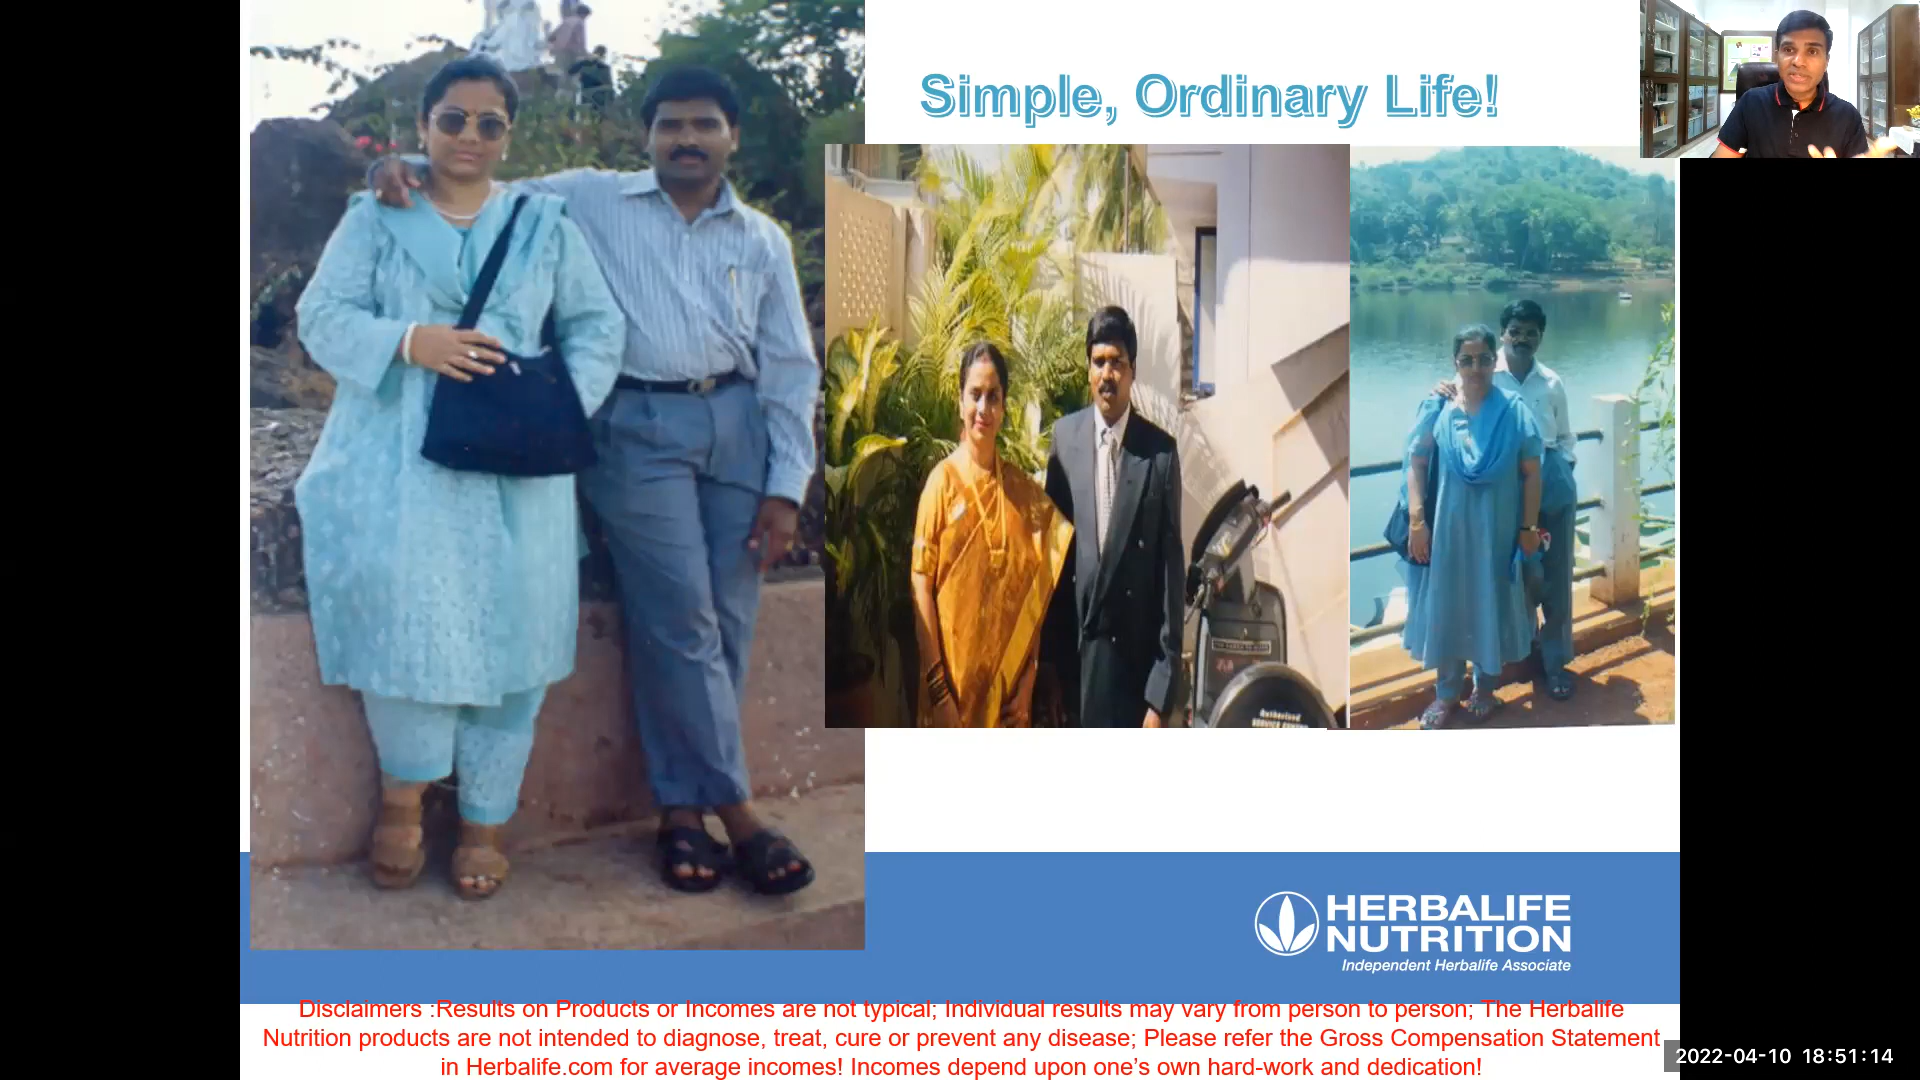 Simple, Ordinary Life!
Authorised
HERBALIFE
NUTRITION
Independent Herbalife Associate
Disclaimers :Results on Products or Incomes are not typical; Individual results may vary from person to person; The Herbalife
Nutrition products are not intended to diagnose, treat, cure or prevent any disease; Please refer the Gross Compensation Statement
in Herbalife.com for average incomes! Incomes depend upon one’s own hard-work and dedication!
2022-04-10 18:51:14